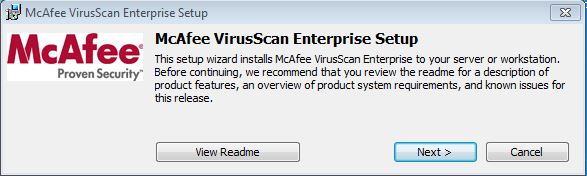 McAfee VirusScan Enterprise Setup
McAfee®
Proven Security™
McAfee VirusScan Enterprise Setup
This setup wizard installs McAfee VirusScan Enterprise to your server or workstation.
Before continuing, we recommend that you review the readme for a description of
product features, an overview of product system requirements, and known issues for
this release.
View Readme
Next >
Cancel